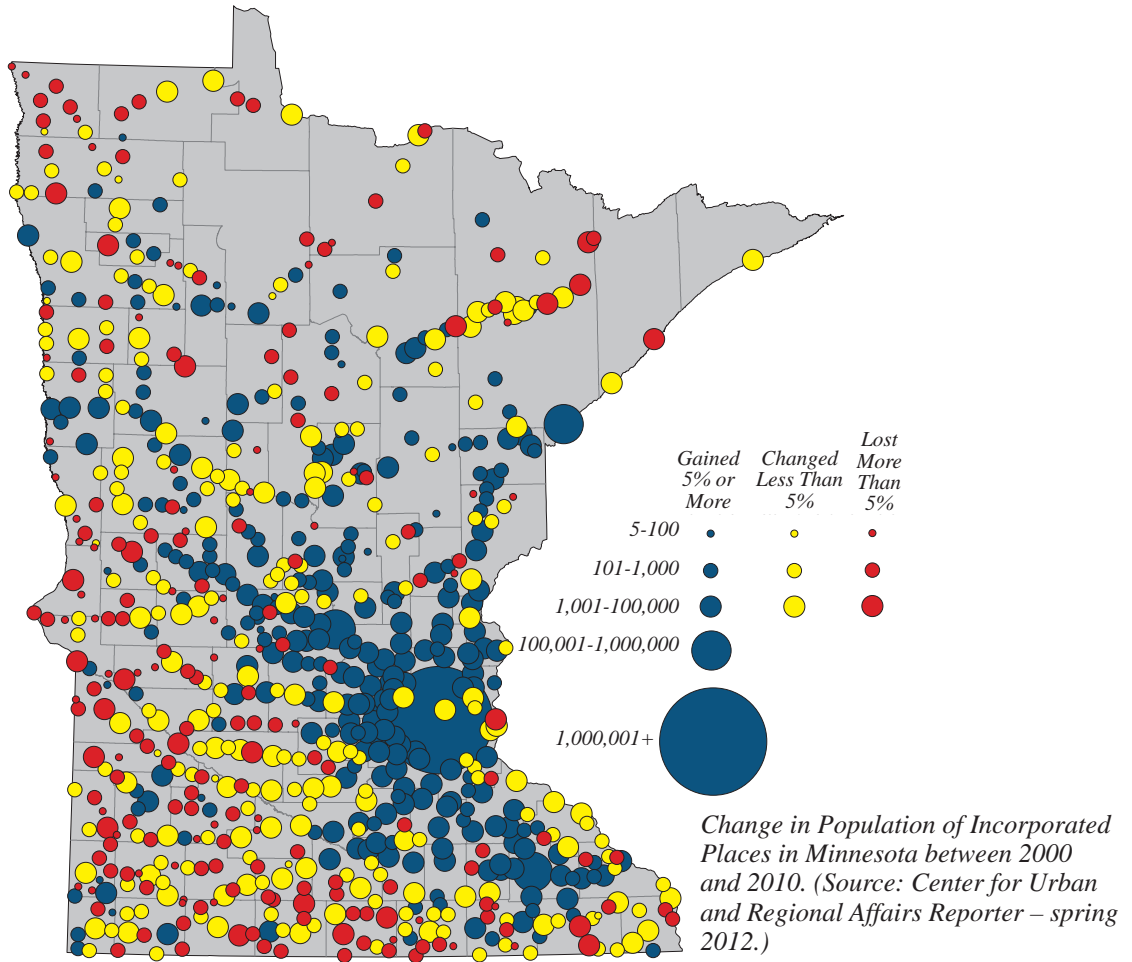 Gained
5% or
More
Changed
Less Than
5%
Lost
More
Than
5%
5-100
101-1,000
1,001-100,000
100,001-1,000,000
1,000,001+
Change in Population of Incorporated
Places in Minnesota between 2000
and 2010. (Source: Center for Urban
and Regional Affairs Reporter – spring
2012.)